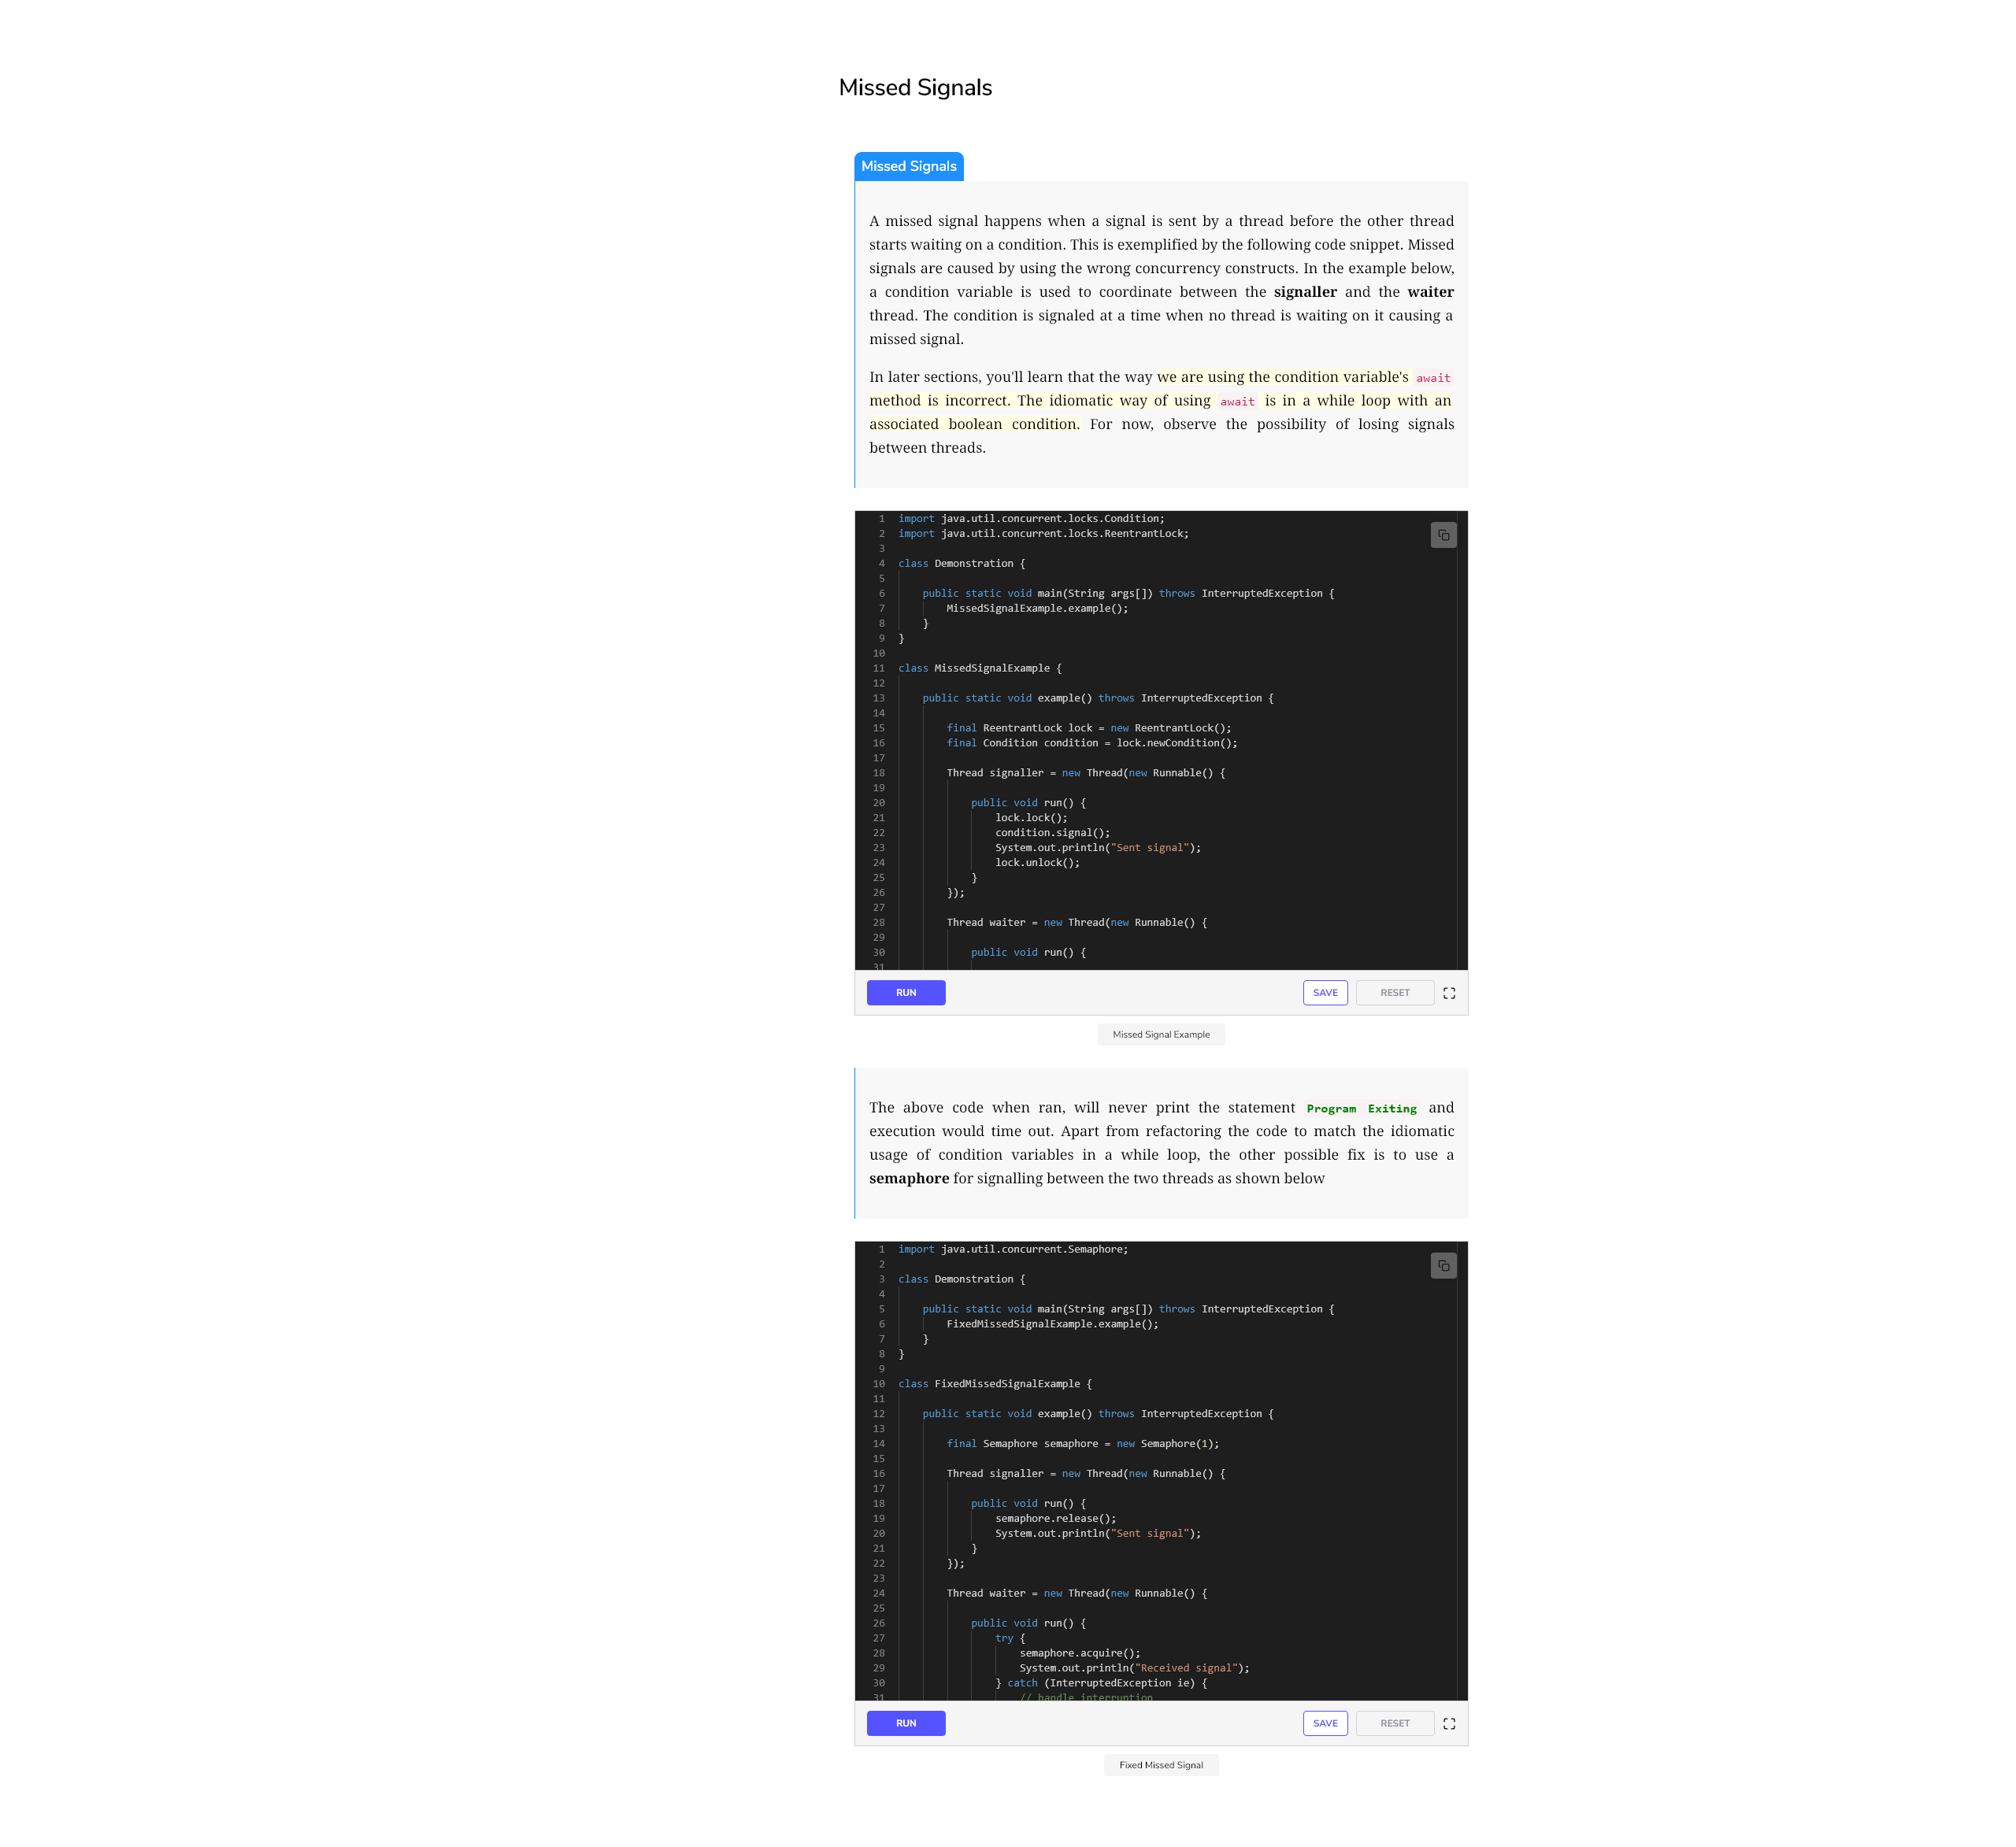 Missed Signals
Missed Signals
A missed signal happens when a signal is sent by a thread before the other thread
starts waiting on a condition. This is exemplified by the following code snippet. Missed
signals are caused by using the wrong concurrency constructs. In the example below,
a condition variable is used to coordinate between the signaller and the waiter
thread. The condition is signaled at a time when no thread is waiting on it causing a
missed signal.
In later sections, you'll learn that the way we are using the condition variable's await
method is incorrect. The idiomatic way of using await is in a while loop with an
associated boolean condition. For now, observe the possibility of losing signals
between threads.
1 import java.util.concurrent.locks.Condition;
2 import java.util.concurrent.locks.ReentrantLock;
3
4 class Demonstration {
5
6 public static void main(String args[]) throws InterruptedException {
7 MissedSignalExample.example();
8 }
9 }
10
11 class MissedSignalExample {
12
13 public static void example() throws InterruptedException {
14
15 final ReentrantLock lock = new ReentrantLock();
16 final Condition condition = lock.newCondition();
17
18 Thread signaller = new Thread(new Runnable() {
19
20 public void run() {
21 lock.lock();
22 condition.signal();
23 System.out.println("Sent signal");
24 lock.unlock();
25 }
26 });
27
28 Thread waiter = new Thread(new Runnable() {
29
30 public void run() {
31
RUN SAVE RESET
Missed Signal Example
The above code when ran, will never print the statement Program Exiting and
execution would time out. Apart from refactoring the code to match the idiomatic
usage of condition variables in a while loop, the other possible fix is to use a
semaphore for signalling between the two threads as shown below
1 import java.util.concurrent.Semaphore;
2
3 class Demonstration {
4
5 public static void main(String args[]) throws InterruptedException {
6 FixedMissedSignalExample.example();
7 }
8 }
9
10 class FixedMissedSignalExample {
11
12 public static void example() throws InterruptedException {
13
14 final Semaphore semaphore = new Semaphore(1);
15
16 Thread signaller = new Thread(new Runnable() {
17
18 public void run() {
19 semaphore.release();
20 System.out.println("Sent signal");
21 }
22 });
23
24 Thread waiter = new Thread(new Runnable() {
25
26 public void run() {
27 try {
28 semaphore.acquire();
29 System.out.println("Received signal");
30 } catch (InterruptedException ie) {
31 // handle interruption
RUN SAVE RESET
Fixed Missed Signal